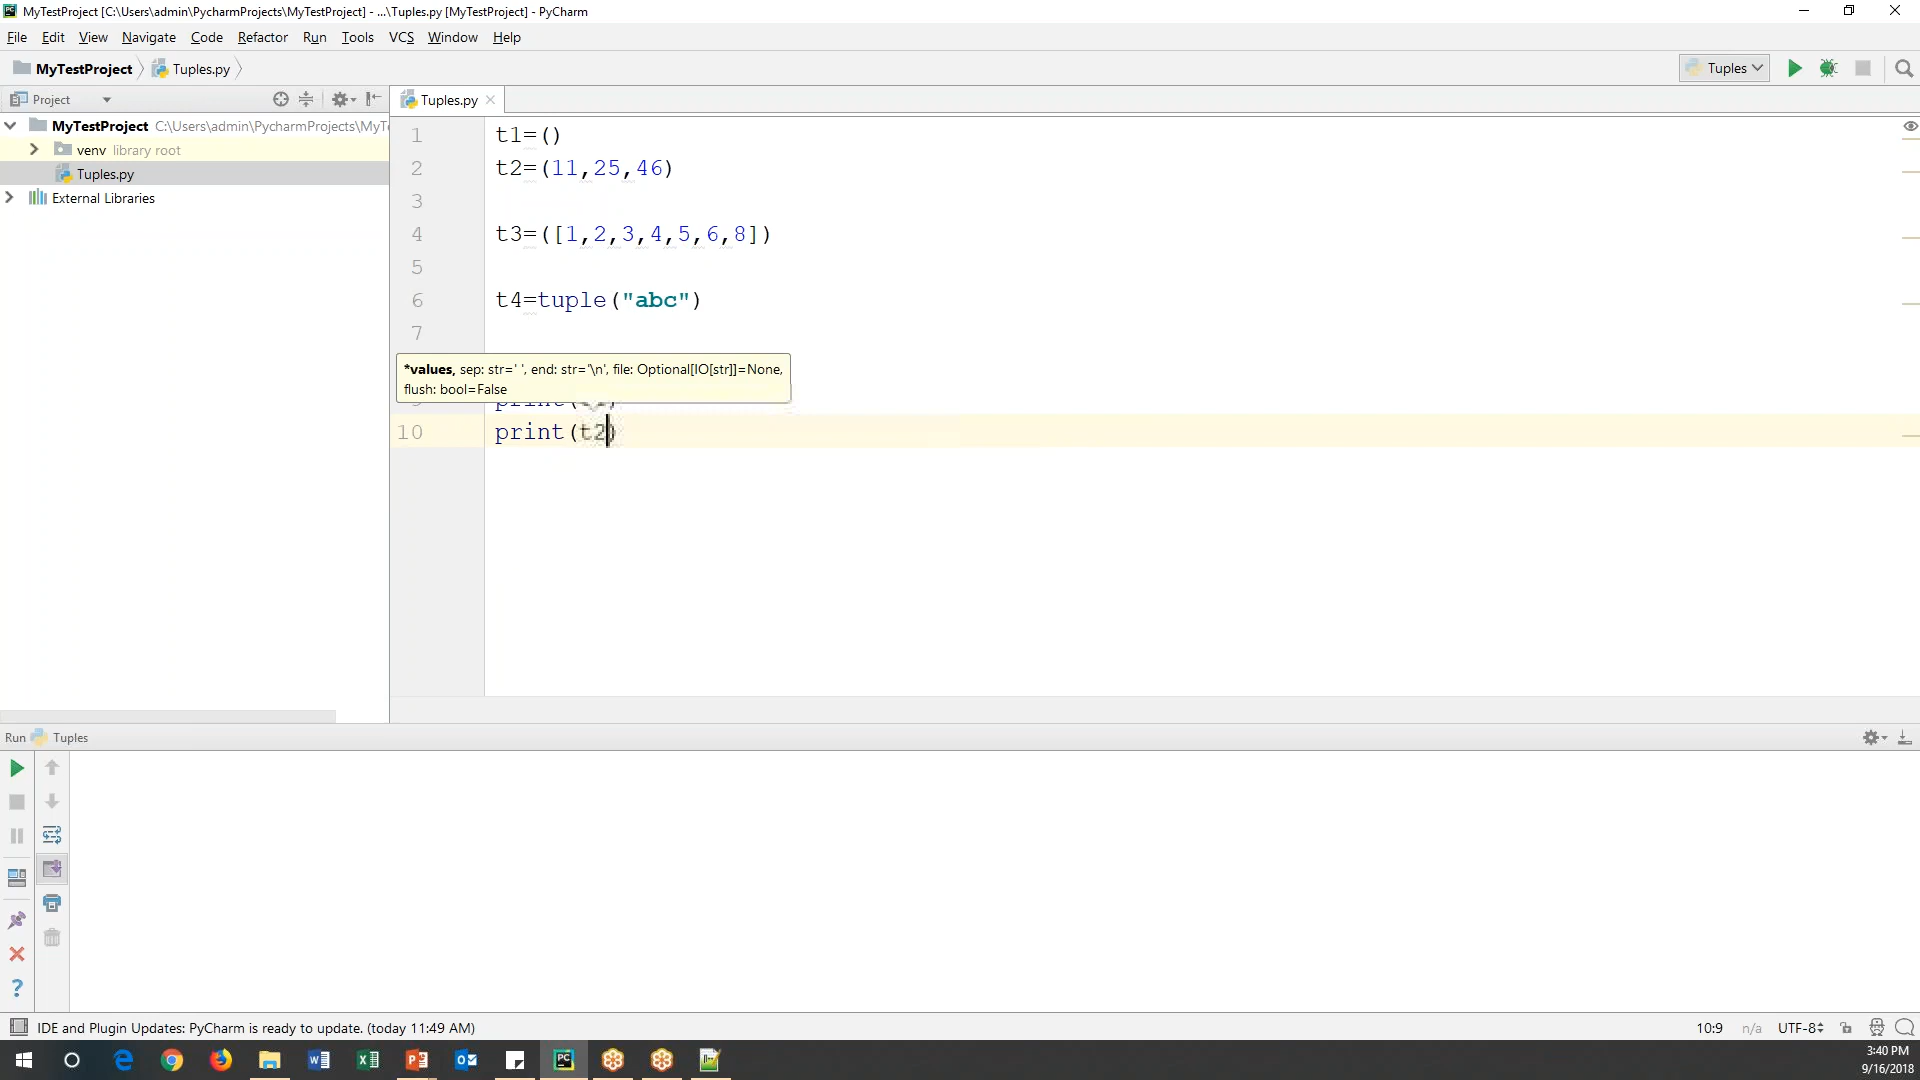 MyTestProject [C:\Users\admin\PycharmProjects\MyTestProject] - ...\Tuples.py [MyTestProject] - PyCharm
File Edit View Navigate Code Refactor Run Tools VCS Window Help
MyTestProject Tuples.py Tuples
Project Tuples.py
MyTestProject C:\Users\admin\PycharmProjects\MyT
venv library root
Tuples.py
External Libraries
1 t1=()
2 t2=(11,25,46)
3
4 t3=([1,2,3,4,5,6,8])
5
6 t4=tuple("abc")
7
*values, sep: str=' ', end: str='\n', file: Optional[IO[str]]=None,
flush: bool=False
10 print(t2)
Run Tuples
IDE and Plugin Updates: PyCharm is ready to update. (today 11:49 AM) 10:9 n/a UTF-8
3:40 PM
9/16/2018